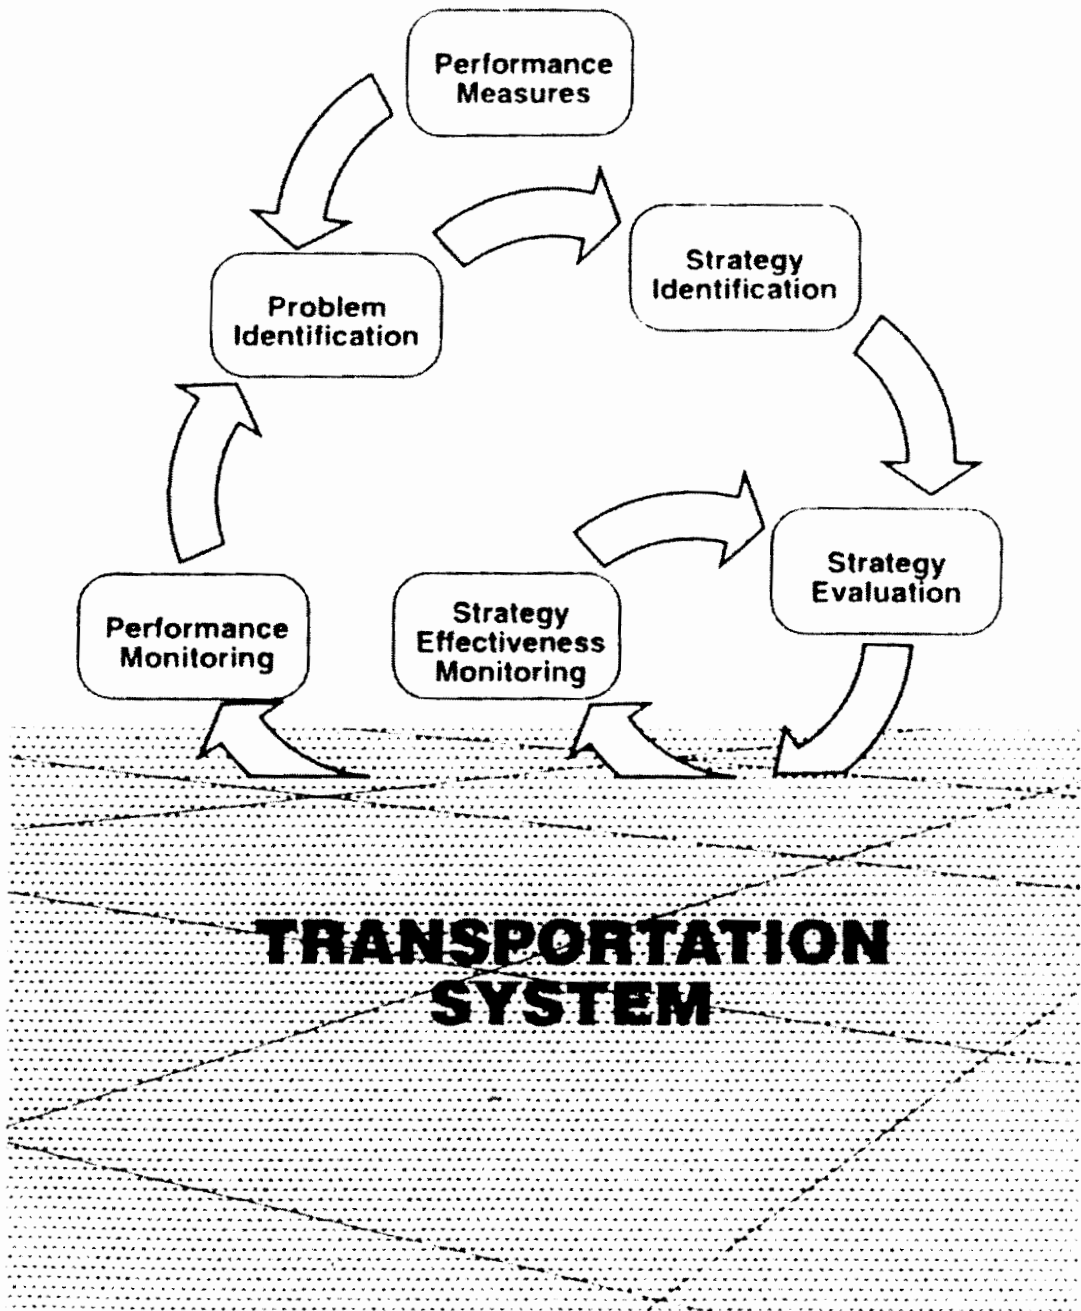 Performance
Measures
Strategy
Identification
Problem
Identification
Strategy
Evaluation
Performance
Monitoring
Strategy
Effectiveness
Monitoring
TRANSPORTATION
SYSTEM